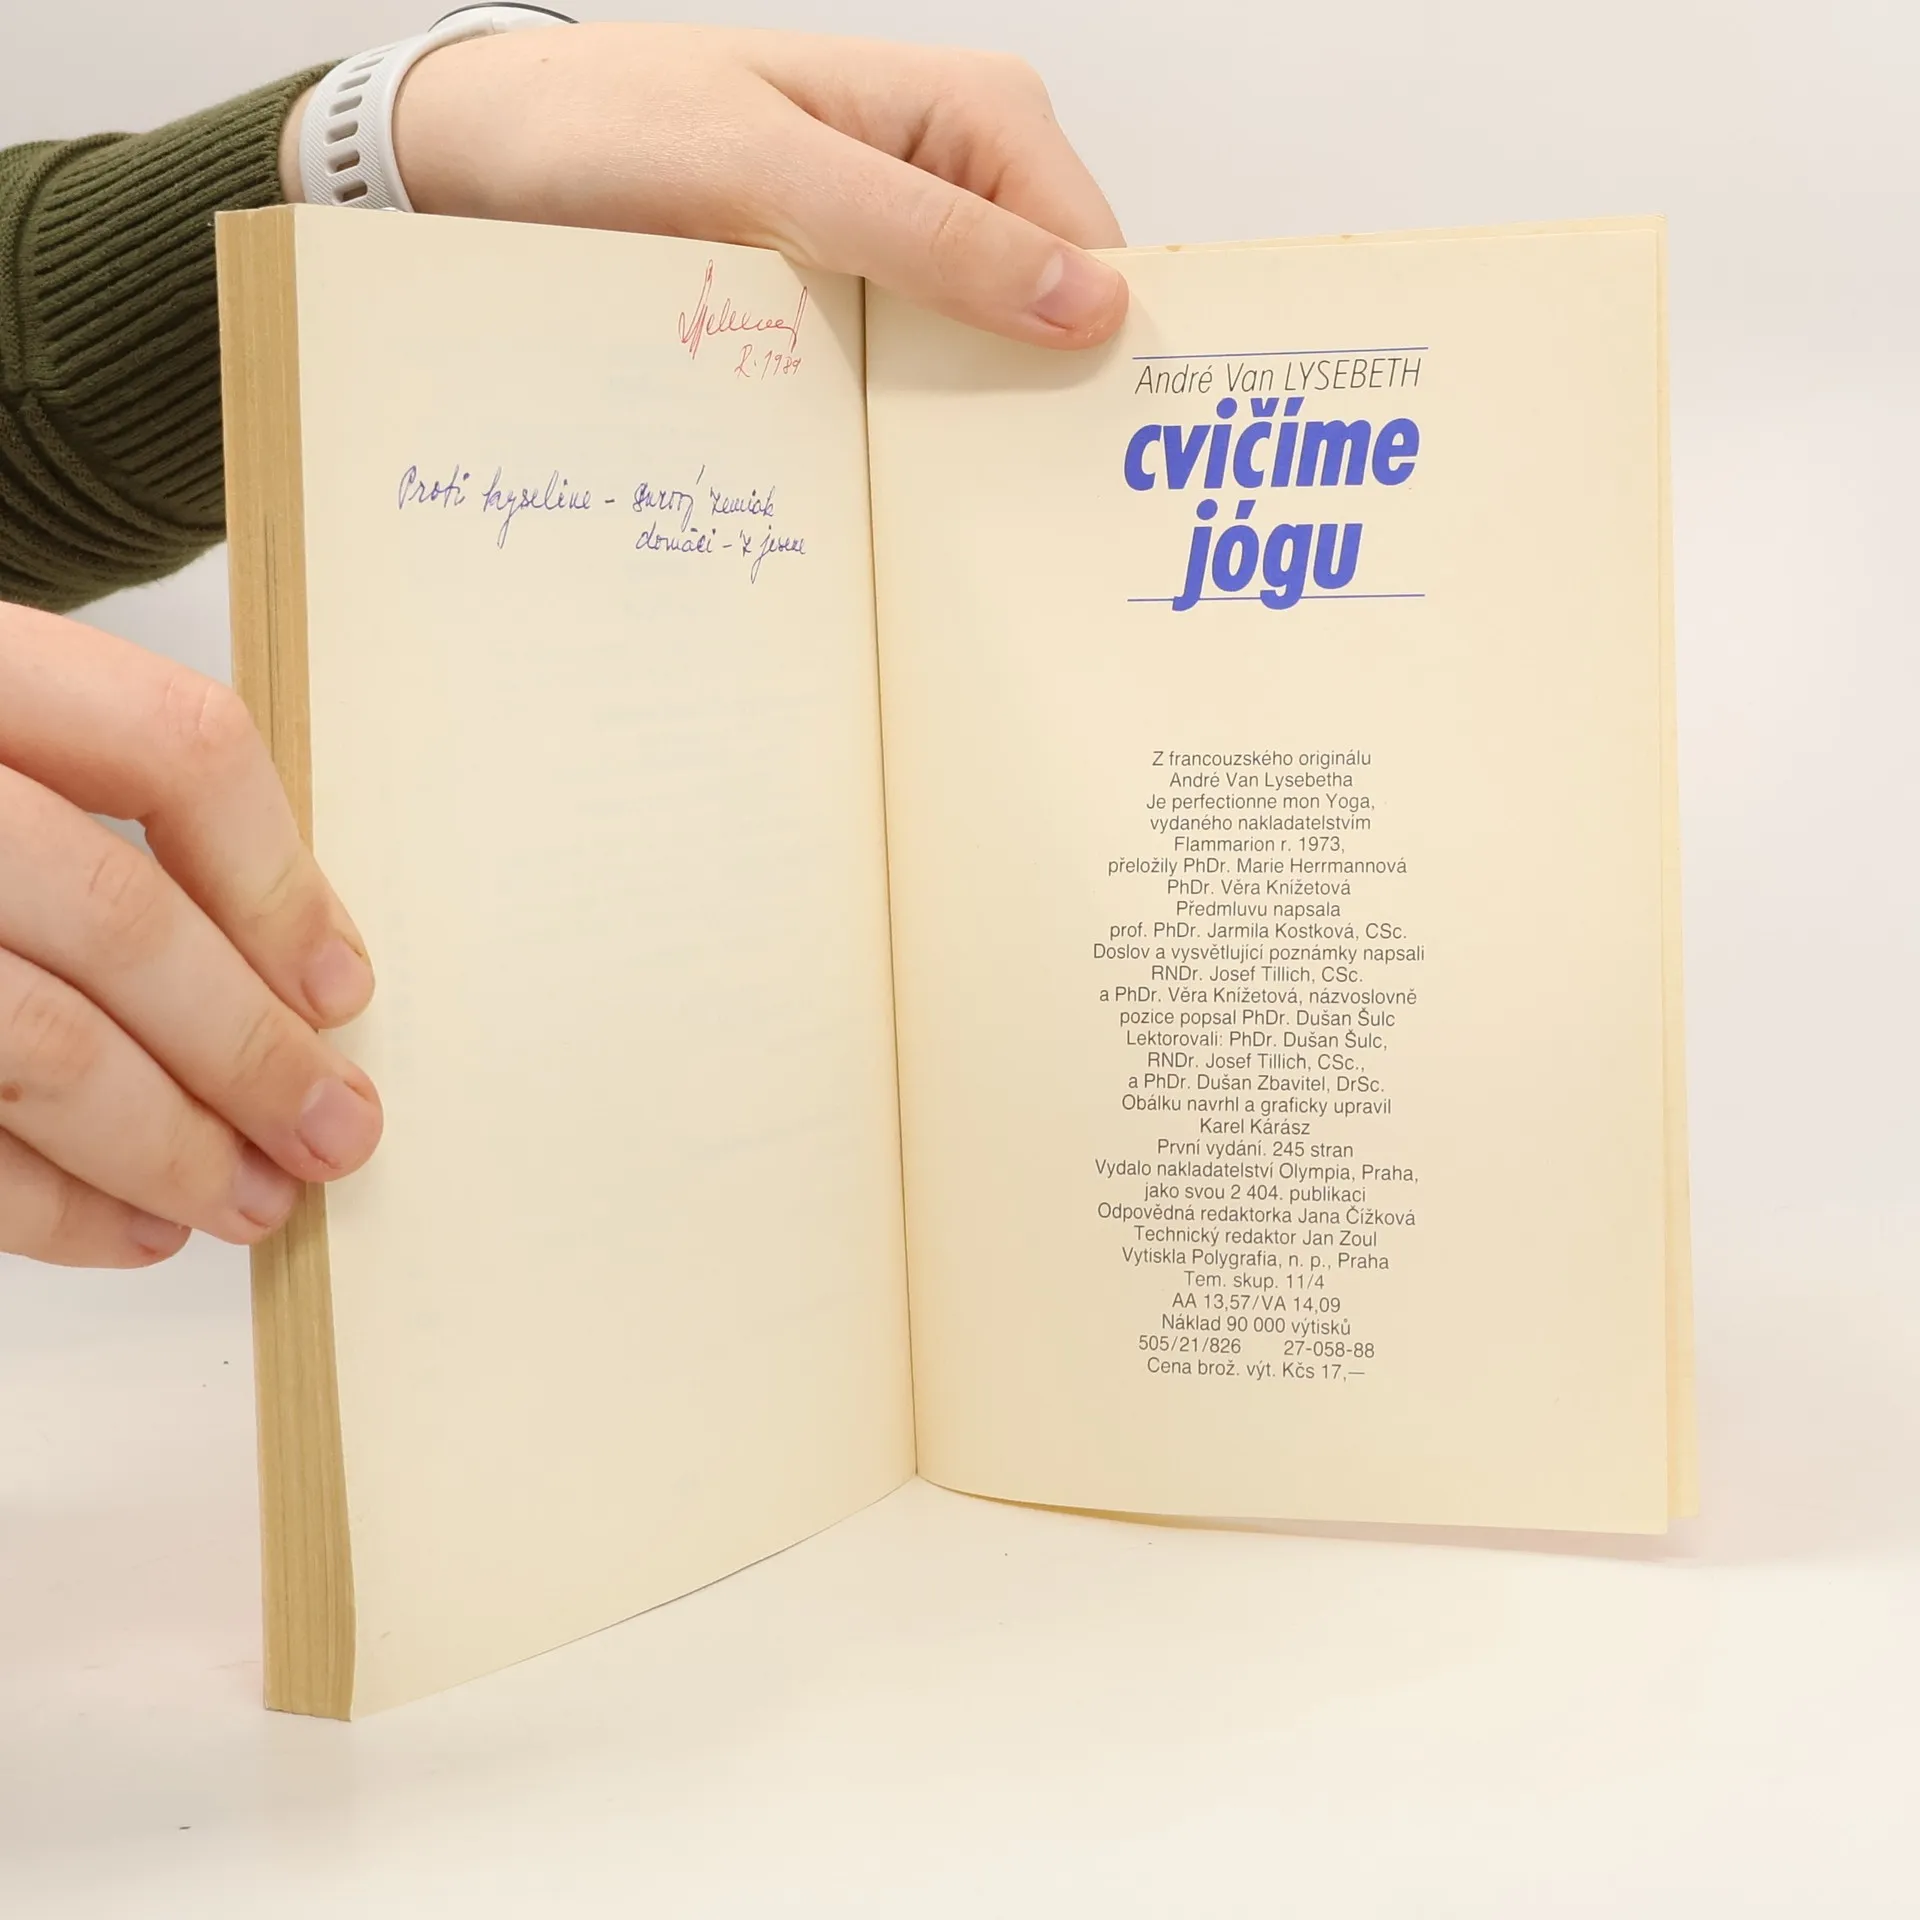 R. 1989
Proti kyseline - surový zemiak
domáci - z jesene
André Van LYSEBETH
cvičíme
jógu
Z francouzského originálu
André Van Lysebetha
Je perfectionne mon Yoga,
vydaného nakladatelstvím
Flammarion r. 1973,
přeložily PhDr. Marie Herrmannová
PhDr. Věra Knížetová
Předmluvu napsala
prof. PhDr. Jarmila Kostková, CSc.
Doslov a vysvětlující poznámky napsali
RNDr. Josef Tillich, CSc.
a PhDr. Věra Knížetová, názvoslovně
pozice popsal PhDr. Dušan Šulc
Lektorovali: PhDr. Dušan Šulc,
RNDr. Josef Tillich, CSc.,
a PhDr. Dušan Zbavitel, DrSc.
Obálku navrhl a graficky upravil
Karel Kárász
První vydání. 245 stran
Vydalo nakladatelství Olympia, Praha,
jako svou 2 404. publikaci
Odpovědná redaktorka Jana Čížková
Technický redaktor Jan Zoul
Vytiskla Polygrafia, n. p., Praha
Tem. skup. 11/4
AA 13,57/VA 14,09
Náklad 90 000 výtisků
505/21/826 27-058-88
Cena brož. výt. Kčs 17,—